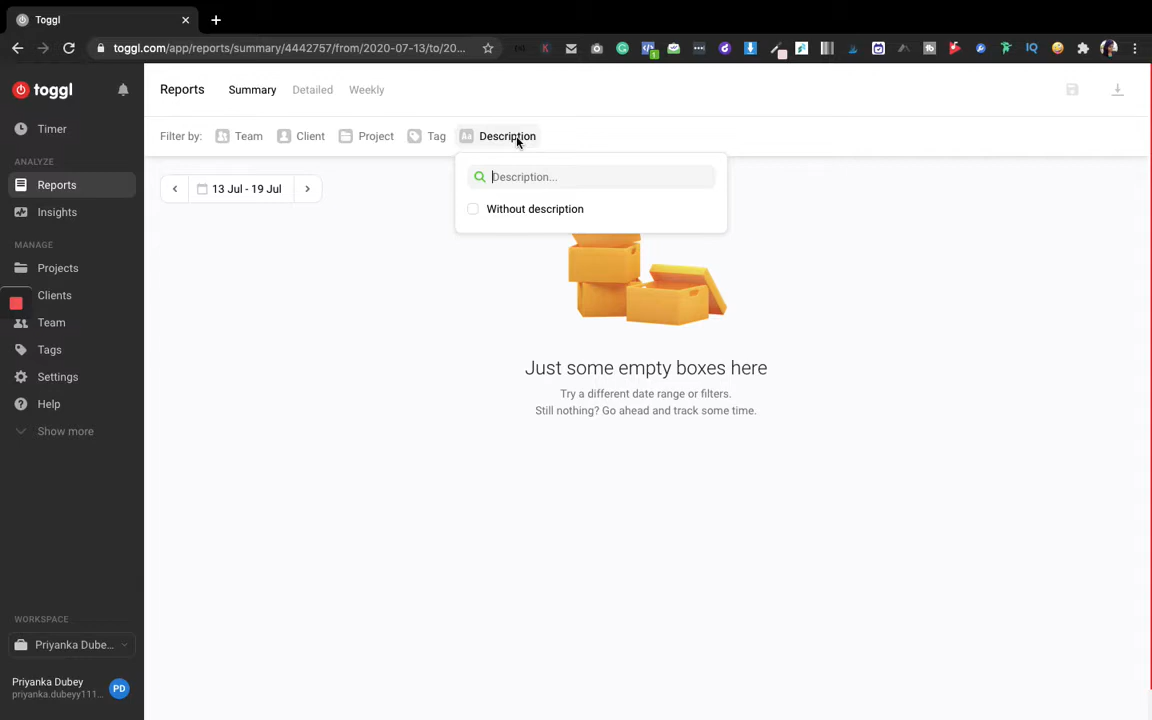 Toggl
toggl.com/app/reports/summary/4442757/from/2020-07-13/to/20...
K
1
IQ
toggl
Reports
Summary
Detailed
Weekly
Timer
Filter by:
Team
Client
Project
Tag
Aa
Description
ANALYZE
Reports
Insights
13 Jul - 19 Jul
Description...
Without description
MANAGE
Projects
Clients
Team
Tags
Settings
Help
Show more
Just some empty boxes here
Try a different date range or filters.
Still nothing? Go ahead and track some time.
WORKSPACE
Priyanka Dube...
Priyanka Dubey
priyanka.dubeyy111...
PD